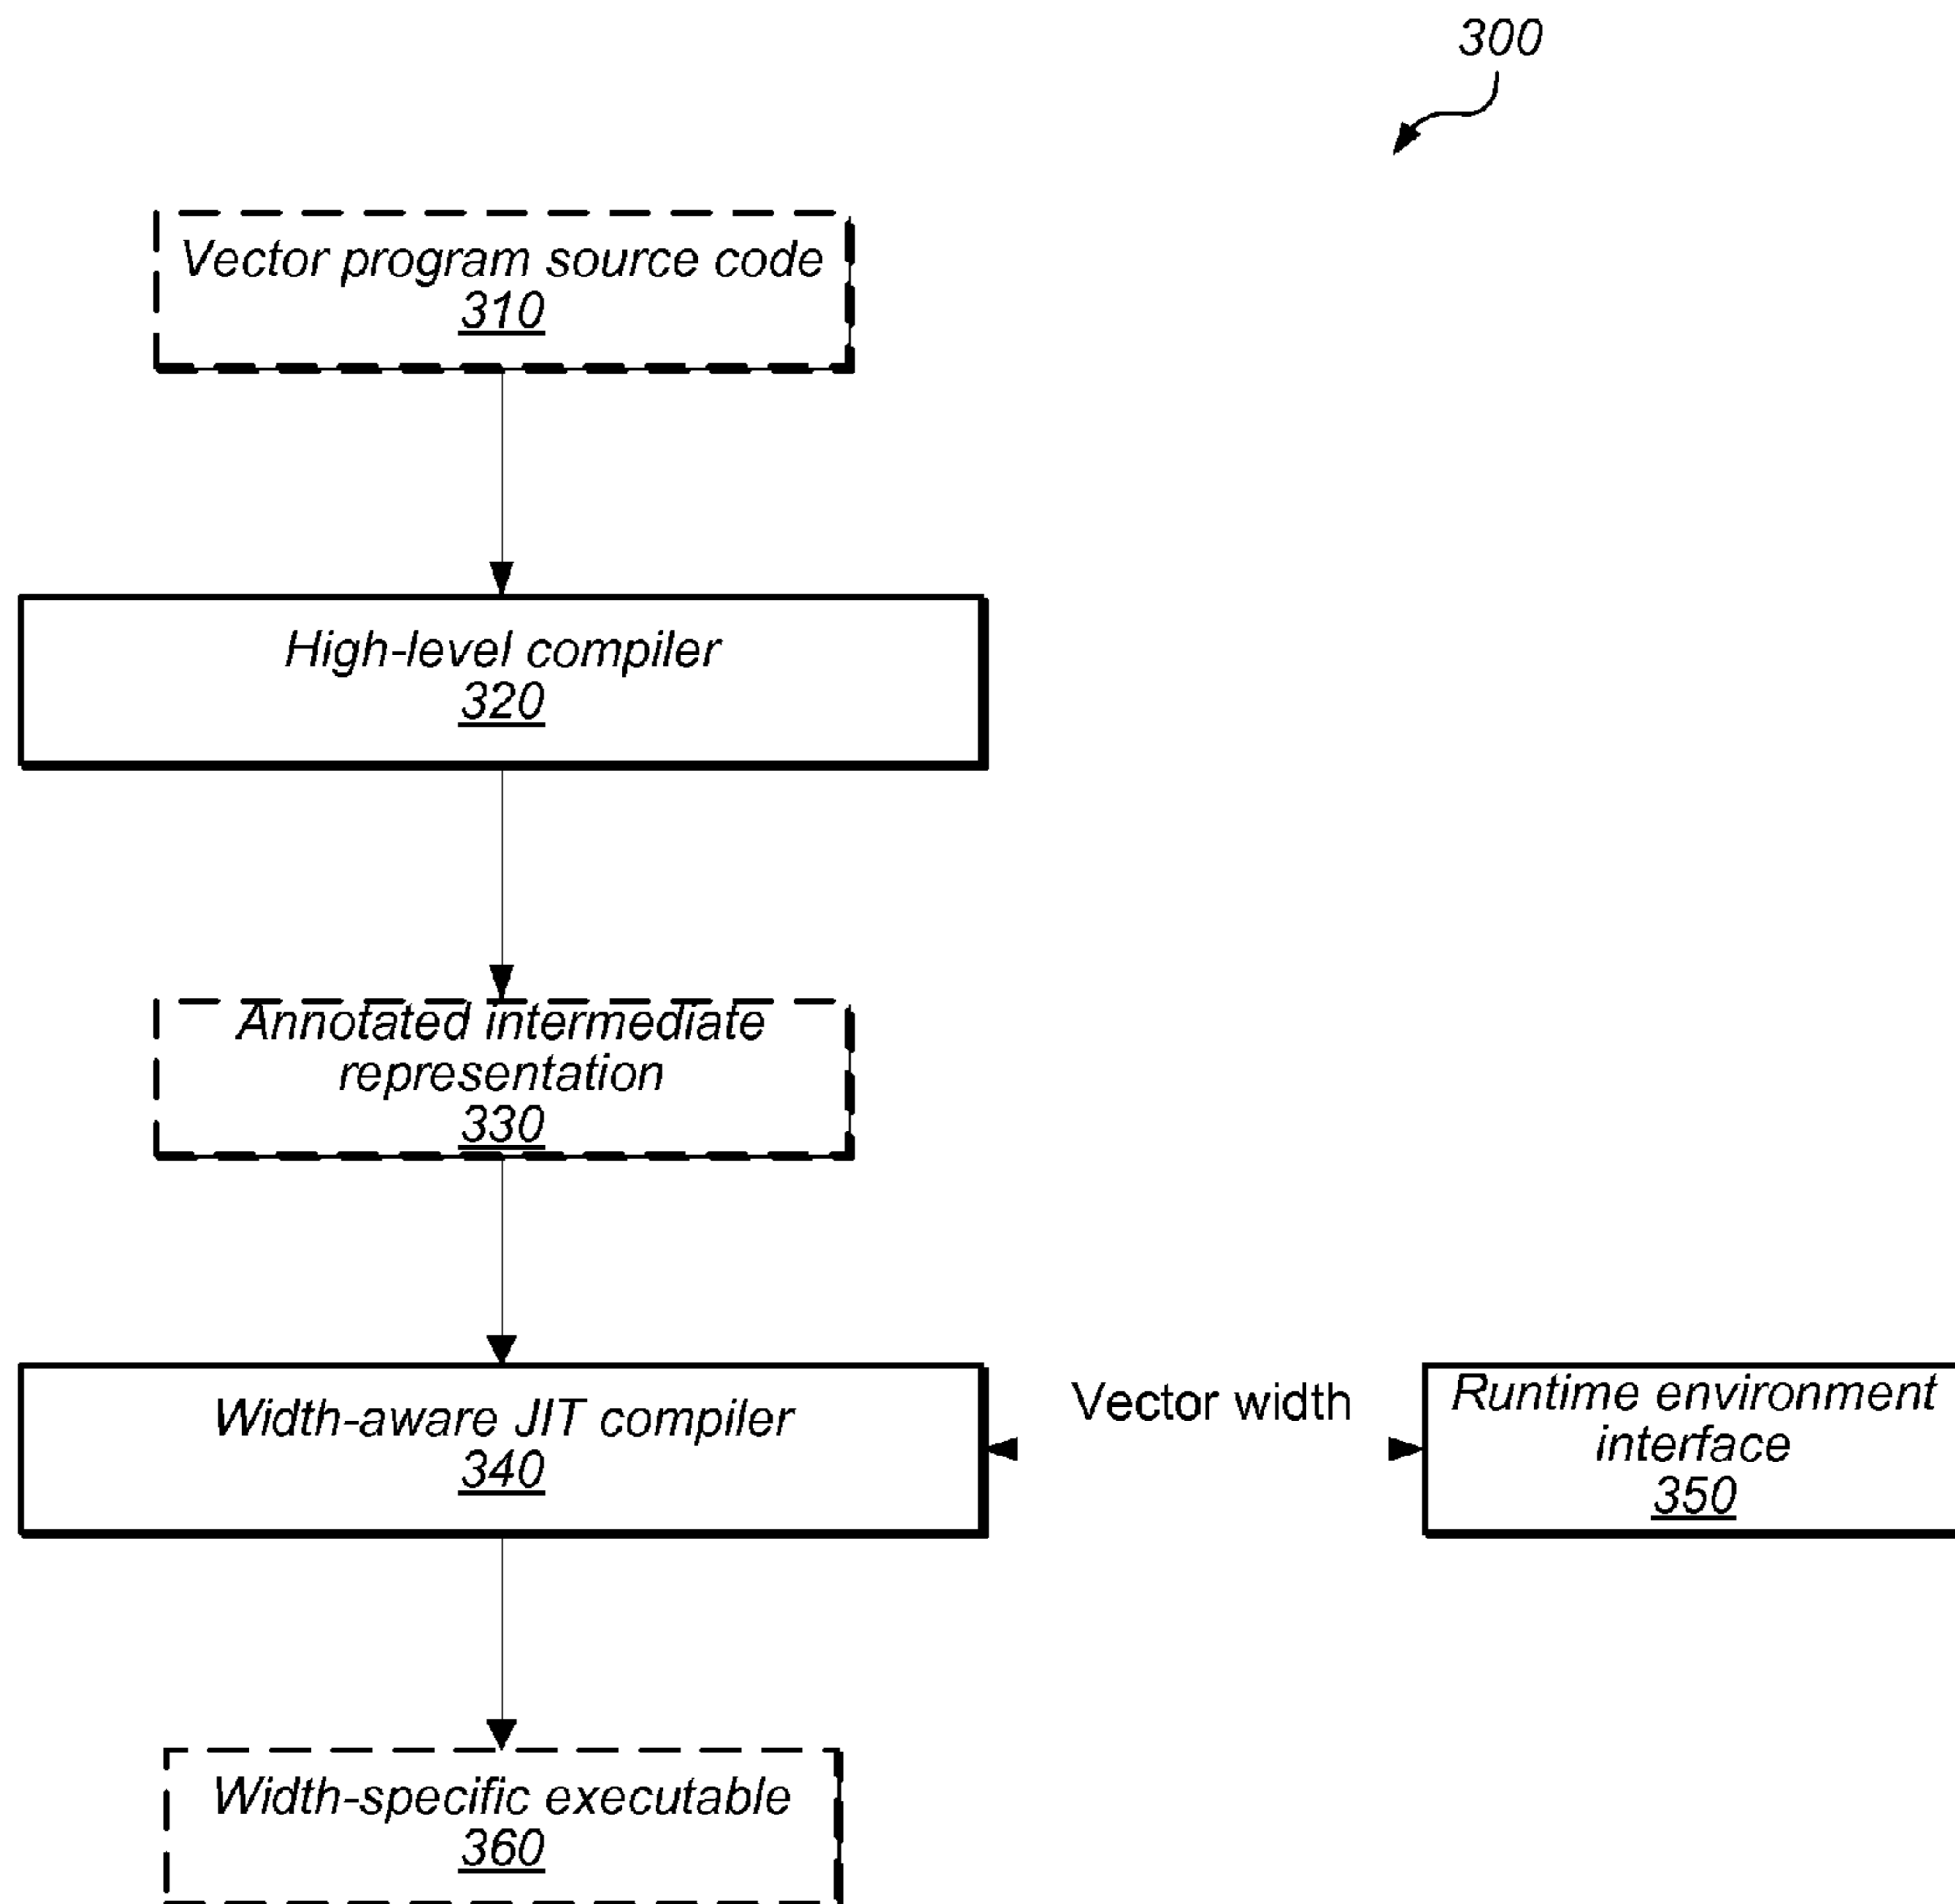 300
Vector program source code
310
High-level compiler
320
Annotated intermediate
representation
330
Width-aware JIT compiler
340
Vector width
Runtime environment
interface
350
Width-specific executable
360